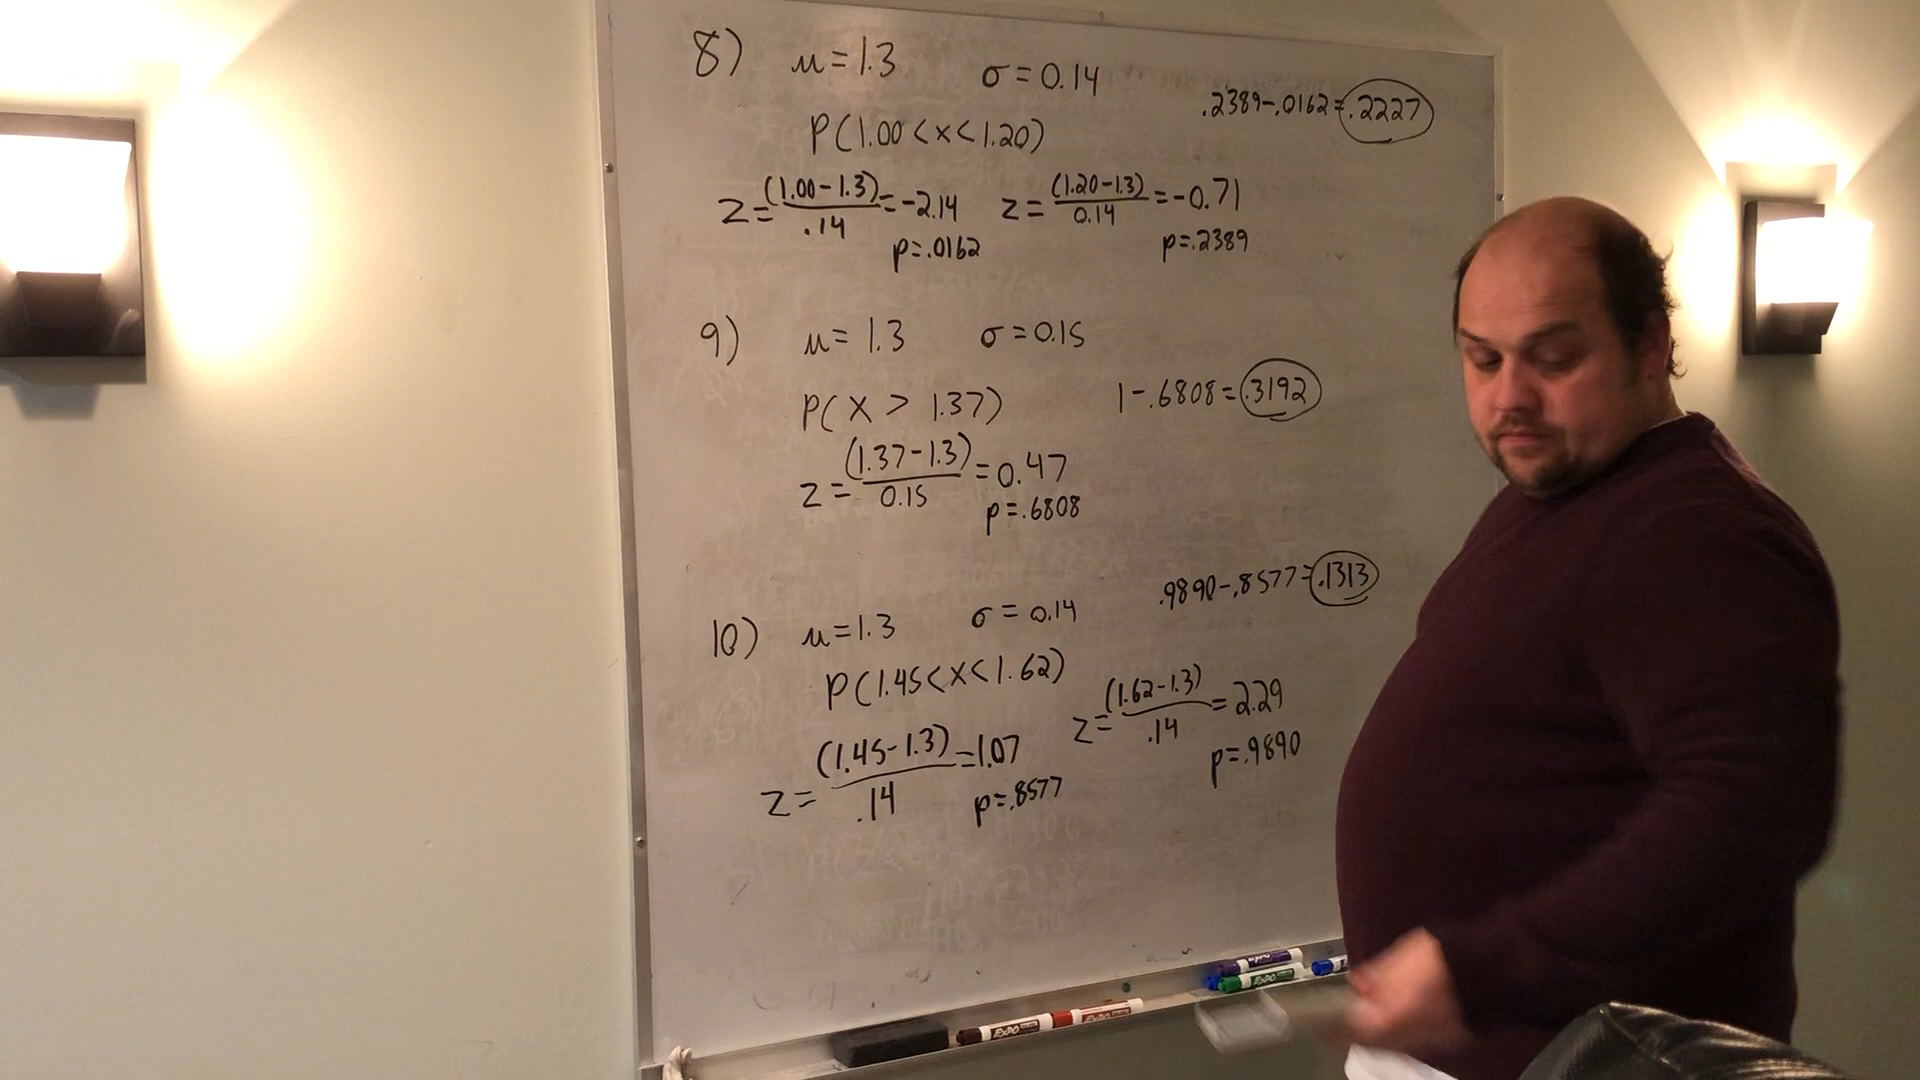 8) μ=1.3 σ=0.14
.2389-.0162=.2227
P(1.00<x<1.20)
z=(1.00-1.3)/.14=-2.14 z=(1.20-1.3)/0.14=-0.71
p=.0162 p=.2389
9) μ=1.3 σ=0.15
P(X>1.37) 1-.6808=.3192
z=(1.37-1.3)/0.15=0.47
p=.6808
.9890-.8577=.1313
10) μ=1.3 σ=0.14
P(1.45<x<1.62)
z=(1.45-1.3)/.14=1.07 z=(1.62-1.3)/.14=2.29
p=.8577 p=.9890
EXPO
EXPO
EXPO